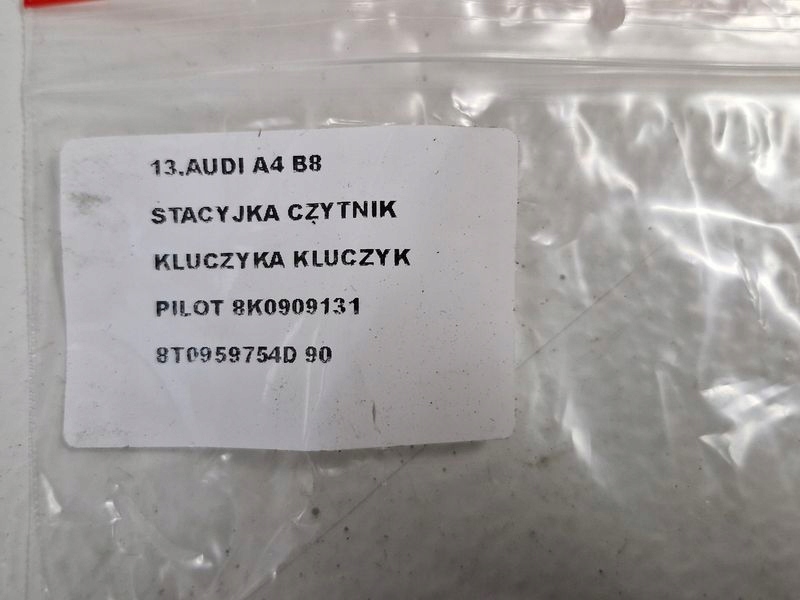 13.AUDI A4 B8
STACYJKA CZYTNIK
KLUCZYKA KLUCZYK
PILOT 8K0909131
8T0959754D 90